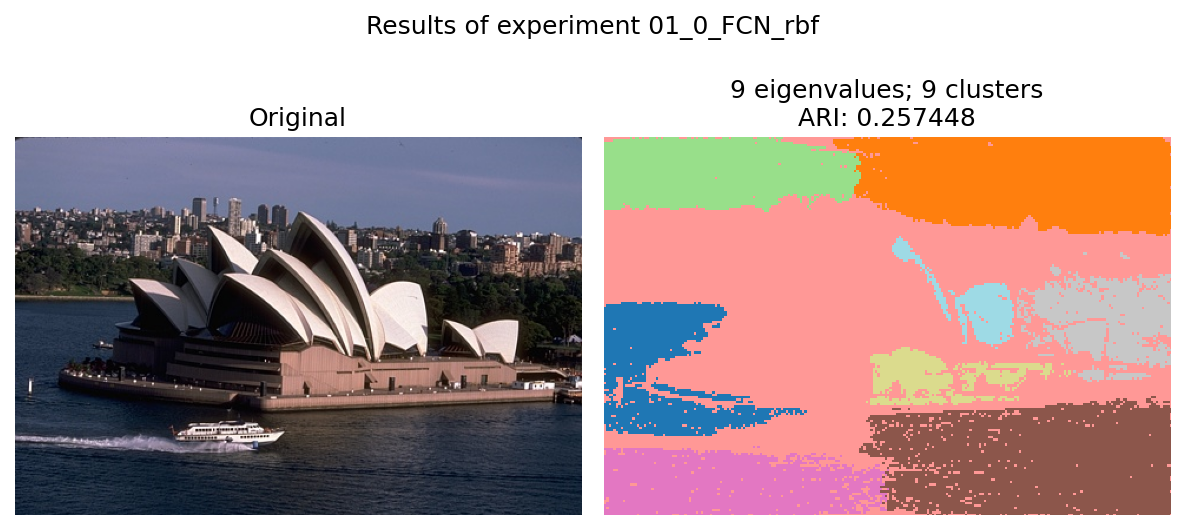 Results of experiment 01_0_FCN_rbf
Original
9 eigenvalues; 9 clusters
ARI: 0.257448